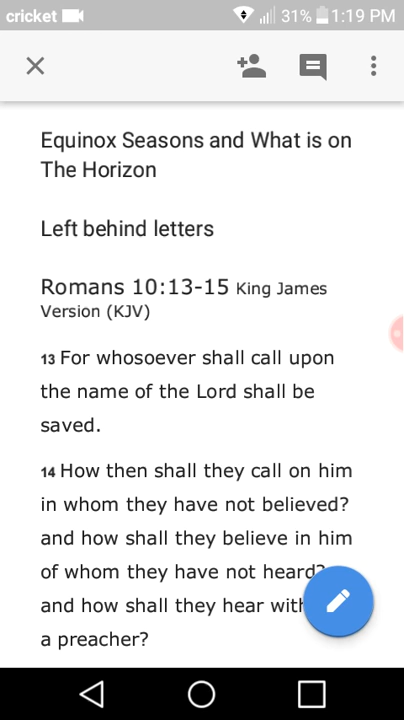 cricket 31% 1:19 PM
Equinox Seasons and What is on
The Horizon
Left behind letters
Romans 10:13-15 King James
Version (KJV)
13 For whosoever shall call upon
the name of the Lord shall be
saved.
14 How then shall they call on him
in whom they have not believed?
and how shall they believe in him
of whom they have not heard?
and how shall they hear
a preacher?